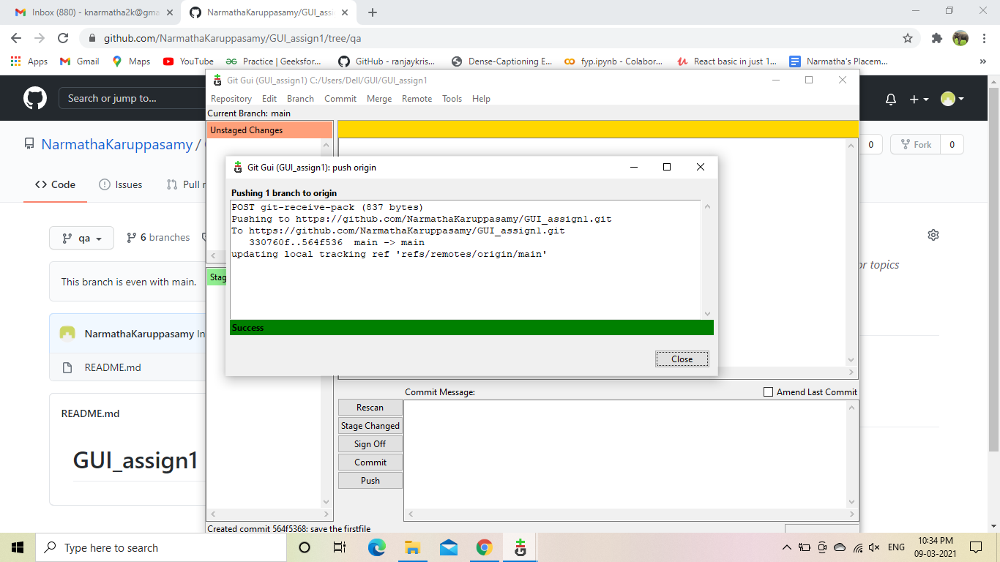 Inbox (880) - knarmatha2k@gma
NarmathaKaruppasamy/GUI_assi
github.com/NarmathaKaruppasamy/GUI_assign1/tree/qa
Apps
Gmail
Maps
YouTube
Practice | Geeksfor...
GitHub - ranjaykris...
Dense-Captioning E...
fyp.ipynb - Colabor...
React basic in just 1...
Narmatha's Placem...
»
Search or jump to...
NarmathaKaruppasamy /
0
Fork
0
Code
Issues
Pull r
qa
6 branches
This branch is even with main.
NarmathaKaruppasamy In
README.md
README.md
GUI_assign1
or topics
Git Gui (GUI_assign1) C:/Users/Dell/GUI/GUI_assign1
Repository Edit Branch Commit Merge Remote Tools Help
Current Branch: main
Unstaged Changes
Stag
Git Gui (GUI_assign1): push origin
Pushing 1 branch to origin
POST git-receive-pack (837 bytes)
Pushing to https://github.com/NarmathaKaruppasamy/GUI_assign1.git
To https://github.com/NarmathaKaruppasamy/GUI_assign1.git
330760f..564f536 main -> main
updating local tracking ref 'refs/remotes/origin/main'
Success
Close
Commit Message:
Amend Last Commit
Rescan
Stage Changed
Sign Off
Commit
Push
Created commit 564f5368: save the firstfile
Type here to search
ENG
10:34 PM
09-03-2021